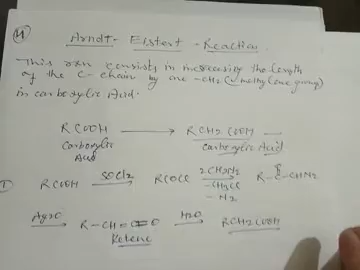 Arndt- Eistert- Reaction
This rxn consists in increasing the length
of the C- chain by one -CH2 (methylene group)
in carboxylic Acid.
RCOOH → RCH2COOH
Carboxylic Acid Carboxylic Acid
RCOOH SOCl2 → RCOCl 2CH2N2 -CH3Cl -N2 → R-C-CHN2
O
Ag2O → R-CH=C=O H2O → RCH2COOH
Ketene